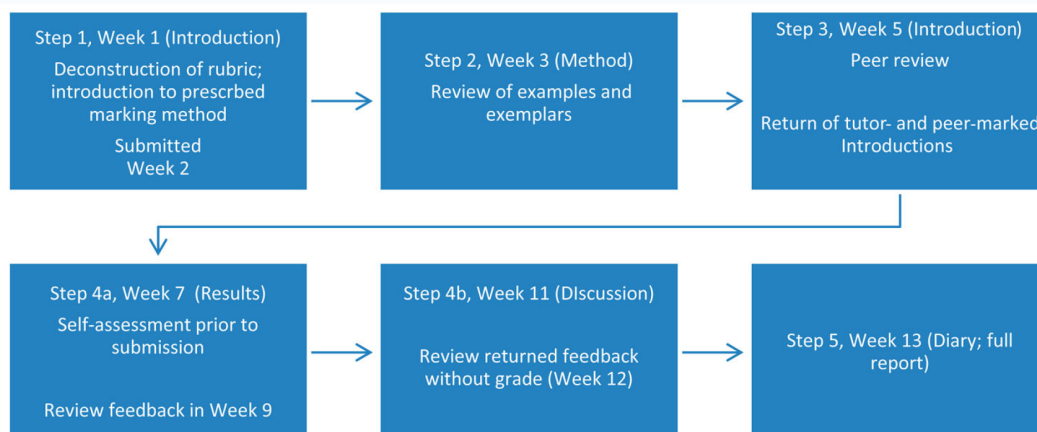 Step 1, Week 1 (Introduction)
Deconstruction of rubric;
introduction to prescrbed
marking method
Submitted
Week 2
Step 2, Week 3 (Method)
Review of examples and
exemplars
Step 3, Week 5 (Introduction)
Peer review
Return of tutor- and peer-marked
Introductions
Step 4a, Week 7  (Results)
Self-assessment prior to
submission
Review feedback in Week 9
Step 4b, Week 11 (DIscussion)
Review returned feedback
without grade (Week 12)
Step 5, Week 13 (Diary; full
report)